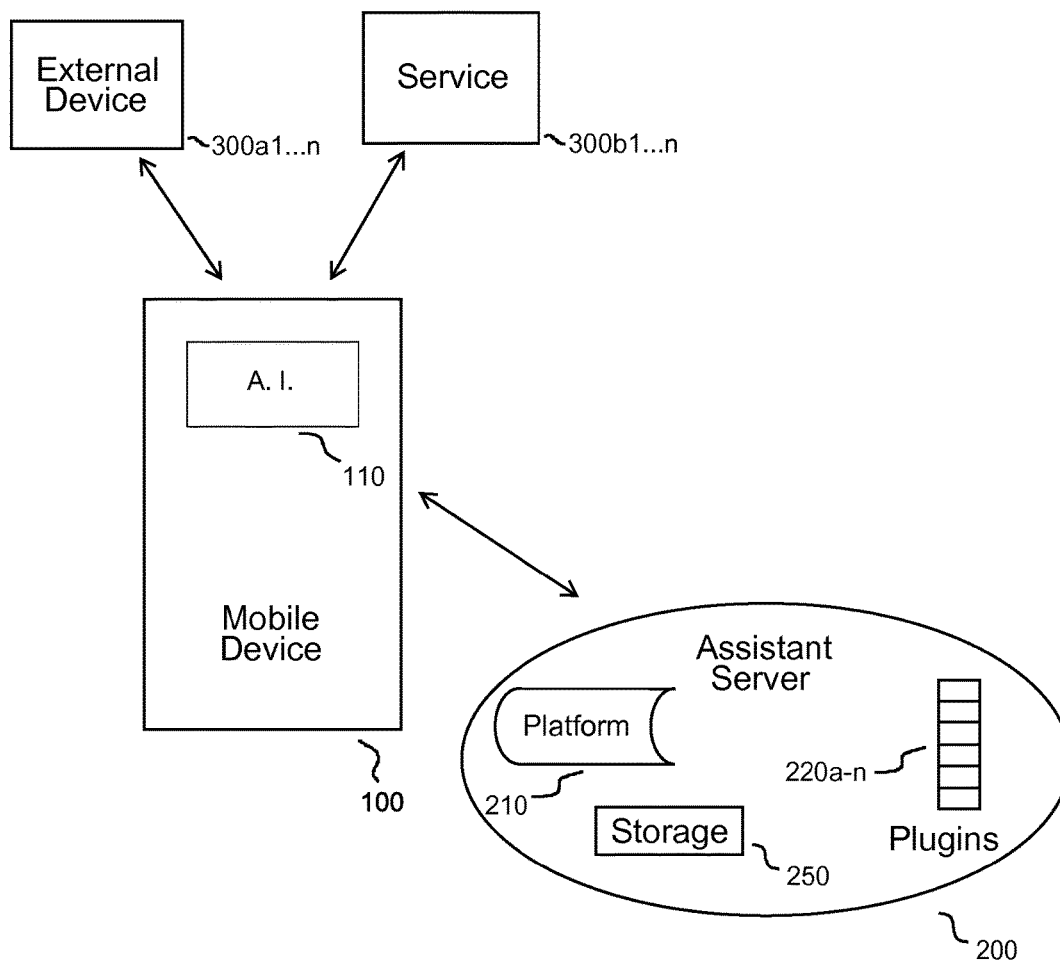 External
Device
300a1...n
Service
300b1...n
A. I.
110
Mobile
Device
100
Assistant
Server
Platform
210
220a-n
Storage
250
Plugins
200